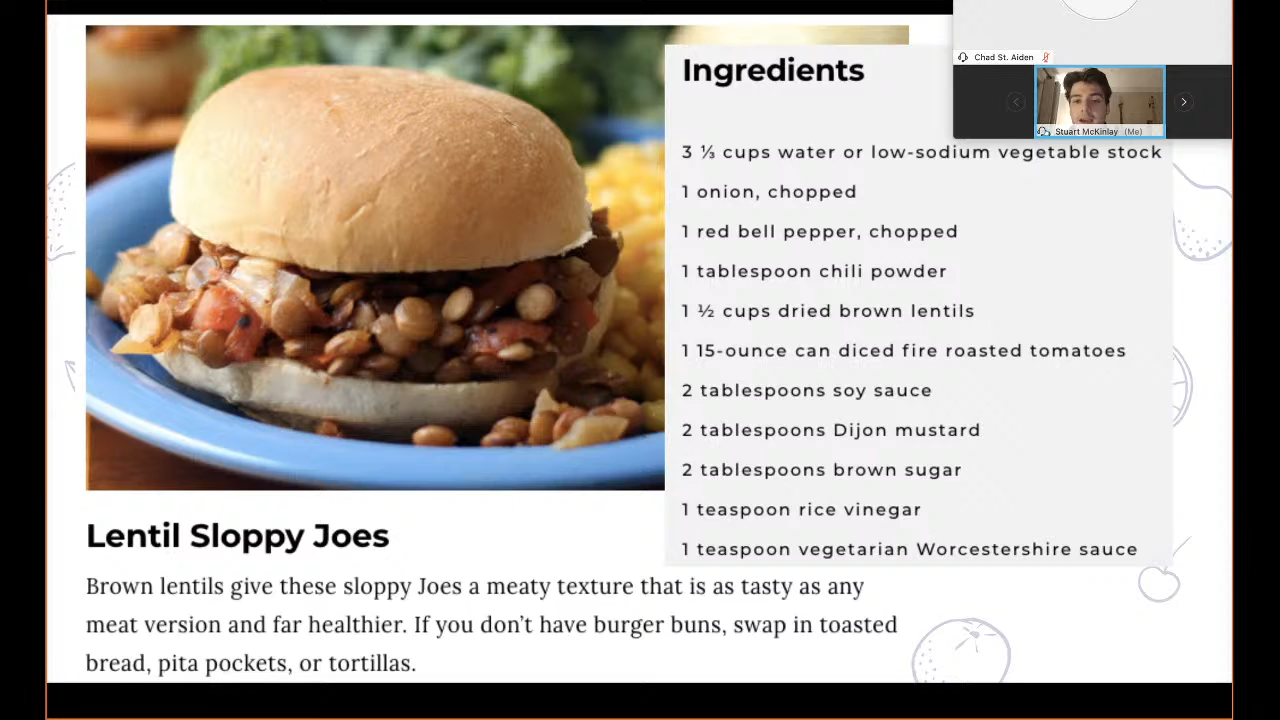 Ingredients
Chad St. Aiden
Stuart McKinlay (Me)
3 ⅓ cups water or low-sodium vegetable stock
1 onion, chopped
1 red bell pepper, chopped
1 tablespoon chili powder
1 ½ cups dried brown lentils
1 15-ounce can diced fire roasted tomatoes
2 tablespoons soy sauce
2 tablespoons Dijon mustard
2 tablespoons brown sugar
1 teaspoon rice vinegar
1 teaspoon vegetarian Worcestershire sauce
Lentil Sloppy Joes
Brown lentils give these sloppy Joes a meaty texture that is as tasty as any
meat version and far healthier. If you don’t have burger buns, swap in toasted
bread, pita pockets, or tortillas.